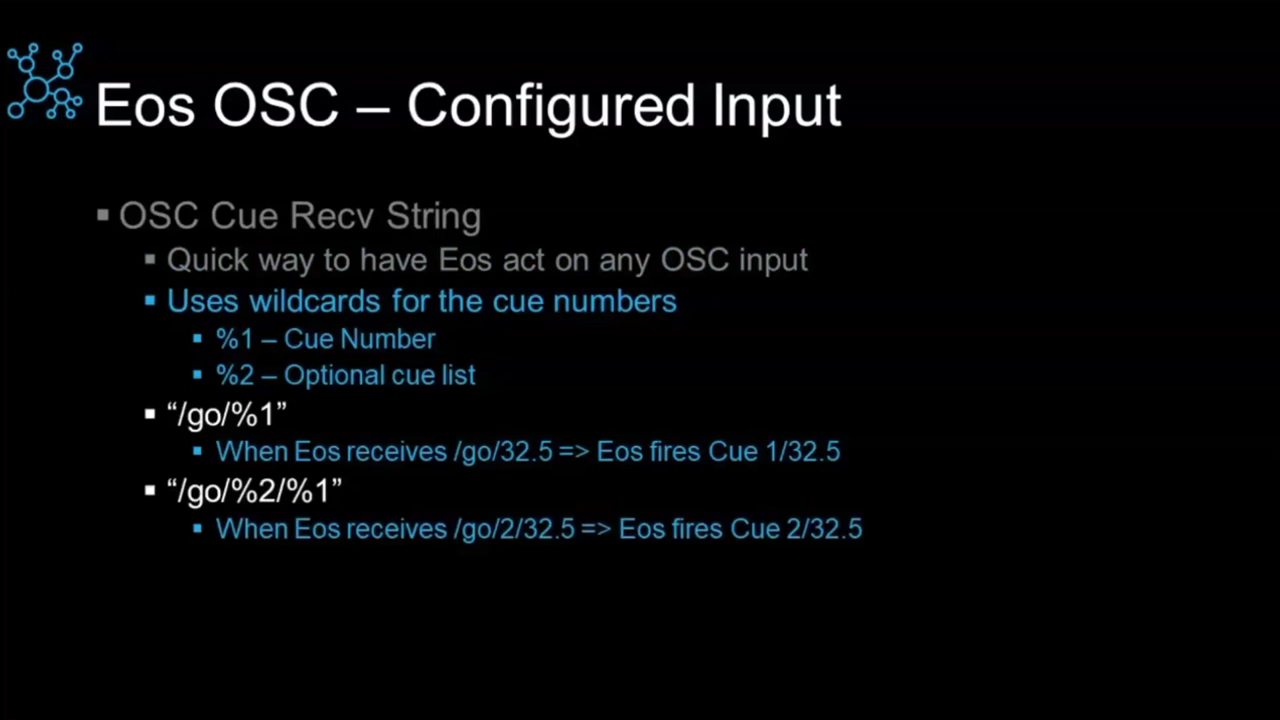 Eos OSC – Configured Input
▪ OSC Cue Recv String
▪ Quick way to have Eos act on any OSC input
▪ Uses wildcards for the cue numbers
▪ %1 – Cue Number
▪ %2 – Optional cue list
▪ “/go/%1”
▪ When Eos receives /go/32.5 => Eos fires Cue 1/32.5
▪ “/go/%2/%1”
▪ When Eos receives /go/2/32.5 => Eos fires Cue 2/32.5